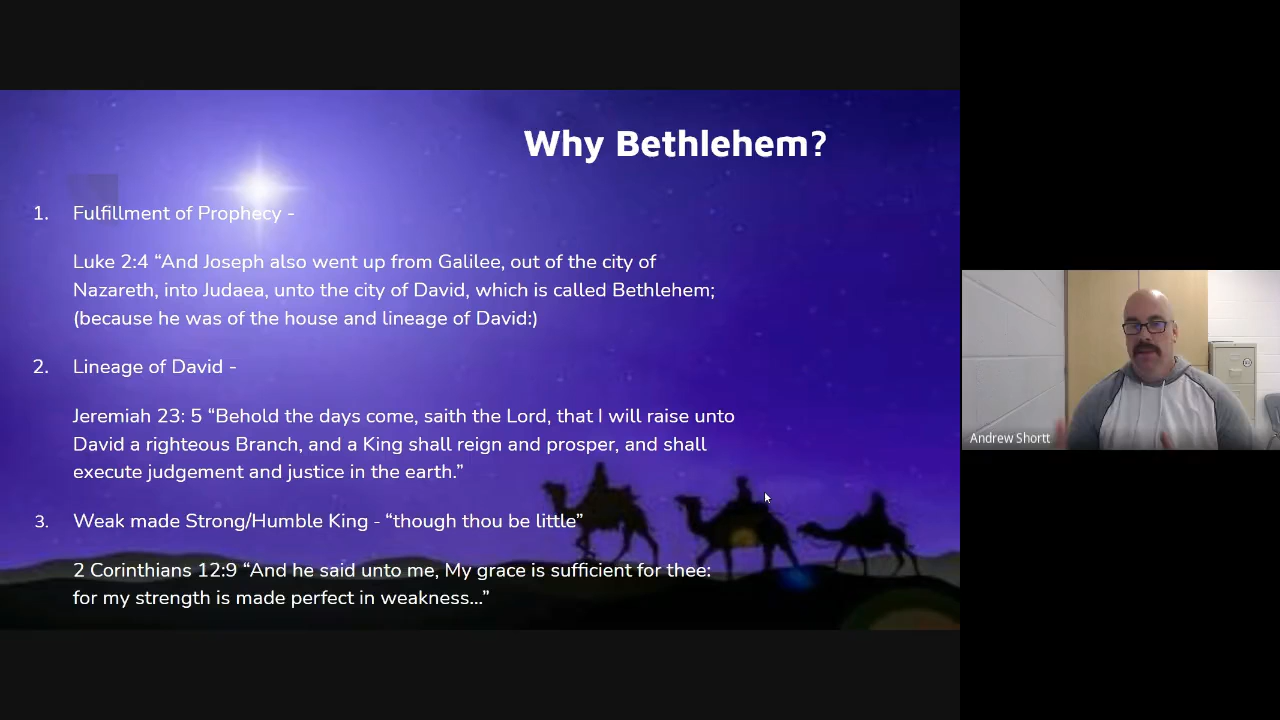 Why Bethlehem?
1. Fulfillment of Prophecy -
Luke 2:4 “And Joseph also went up from Galilee, out of the city of
Nazareth, into Judaea, unto the city of David, which is called Bethlehem;
(because he was of the house and lineage of David:)
2. Lineage of David -
Jeremiah 23: 5 “Behold the days come, saith the Lord, that I will raise unto
David a righteous Branch, and a King shall reign and prosper, and shall
execute judgement and justice in the earth.”
3. Weak made Strong/Humble King - “though thou be little”
2 Corinthians 12:9 “And he said unto me, My grace is sufficient for thee:
for my strength is made perfect in weakness...”
Andrew Shortt